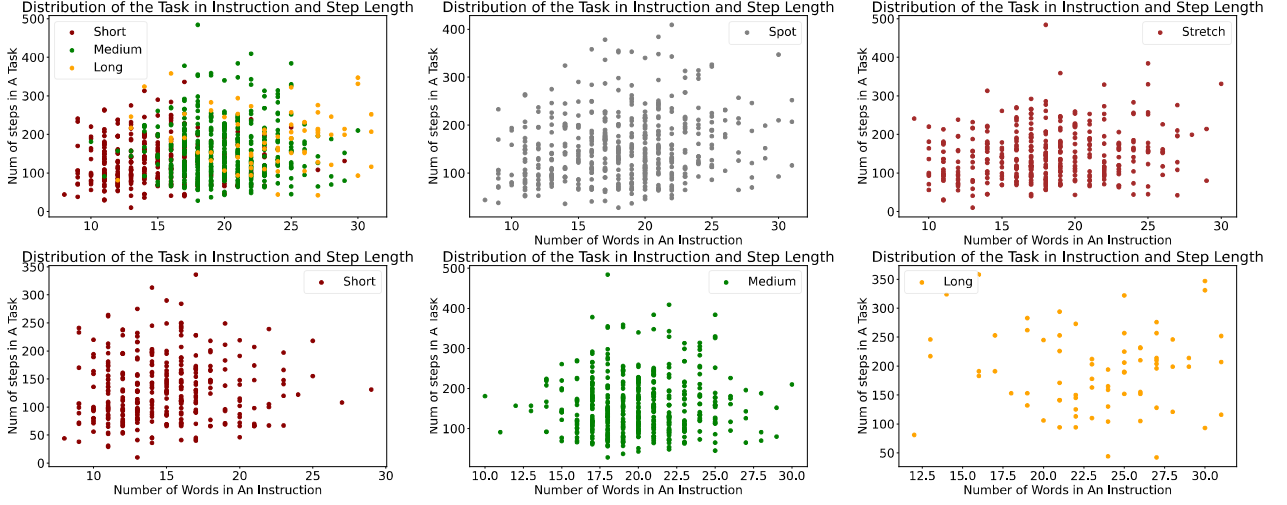 Distribution of the Task in Instruction and Step Length
Num of steps in A Task
500
400
300
200
100
0
Short
Medium
Long
10
15
20
25
30
Distribution of the Task in Instruction and Step Length
Num of steps in A Task
400
300
200
100
Spot
10
15
20
25
30
Number of Words in An Instruction
Distribution of the Task in Instruction and Step Length
Num of steps in A Task
500
400
300
200
100
0
Stretch
10
15
20
25
30
Number of Words in An Instruction
Distribution of the Task in Instruction and Step Length
Num of steps in A Task
350
300
250
200
150
100
50
0
Short
10
15
20
25
30
Number of Words in An Instruction
Distribution of the Task in Instruction and Step Length
Num of steps in A Task
500
400
300
200
100
Medium
10.0
12.5
15.0
17.5
20.0
22.5
25.0
27.5
30.0
Number of Words in An Instruction
Distribution of the Task in Instruction and Step Length
Num of steps in A Task
350
300
250
200
150
100
50
Long
12.5
15.0
17.5
20.0
22.5
25.0
27.5
30.0
Number of Words in An Instruction